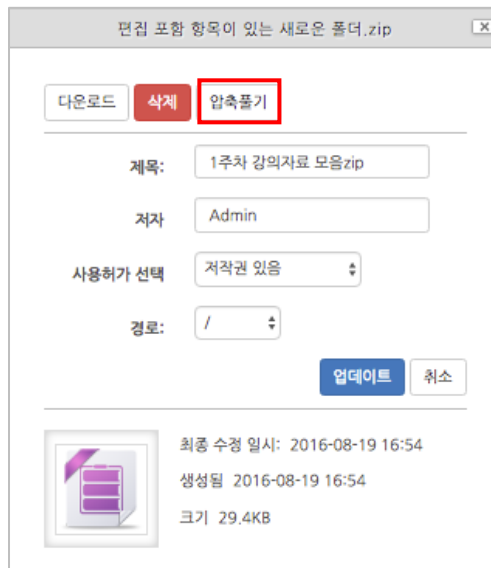 편집 포함 항목이 있는 새로운 폴더.zip
다운로드 삭제 압축풀기
제목: 1주차 강의자료 모음zip
저자 Admin
사용허가 선택 저작권 있음
경로: /
업데이트 취소
최종 수정 일시: 2016-08-19 16:54
생성됨 2016-08-19 16:54
크기 29.4KB